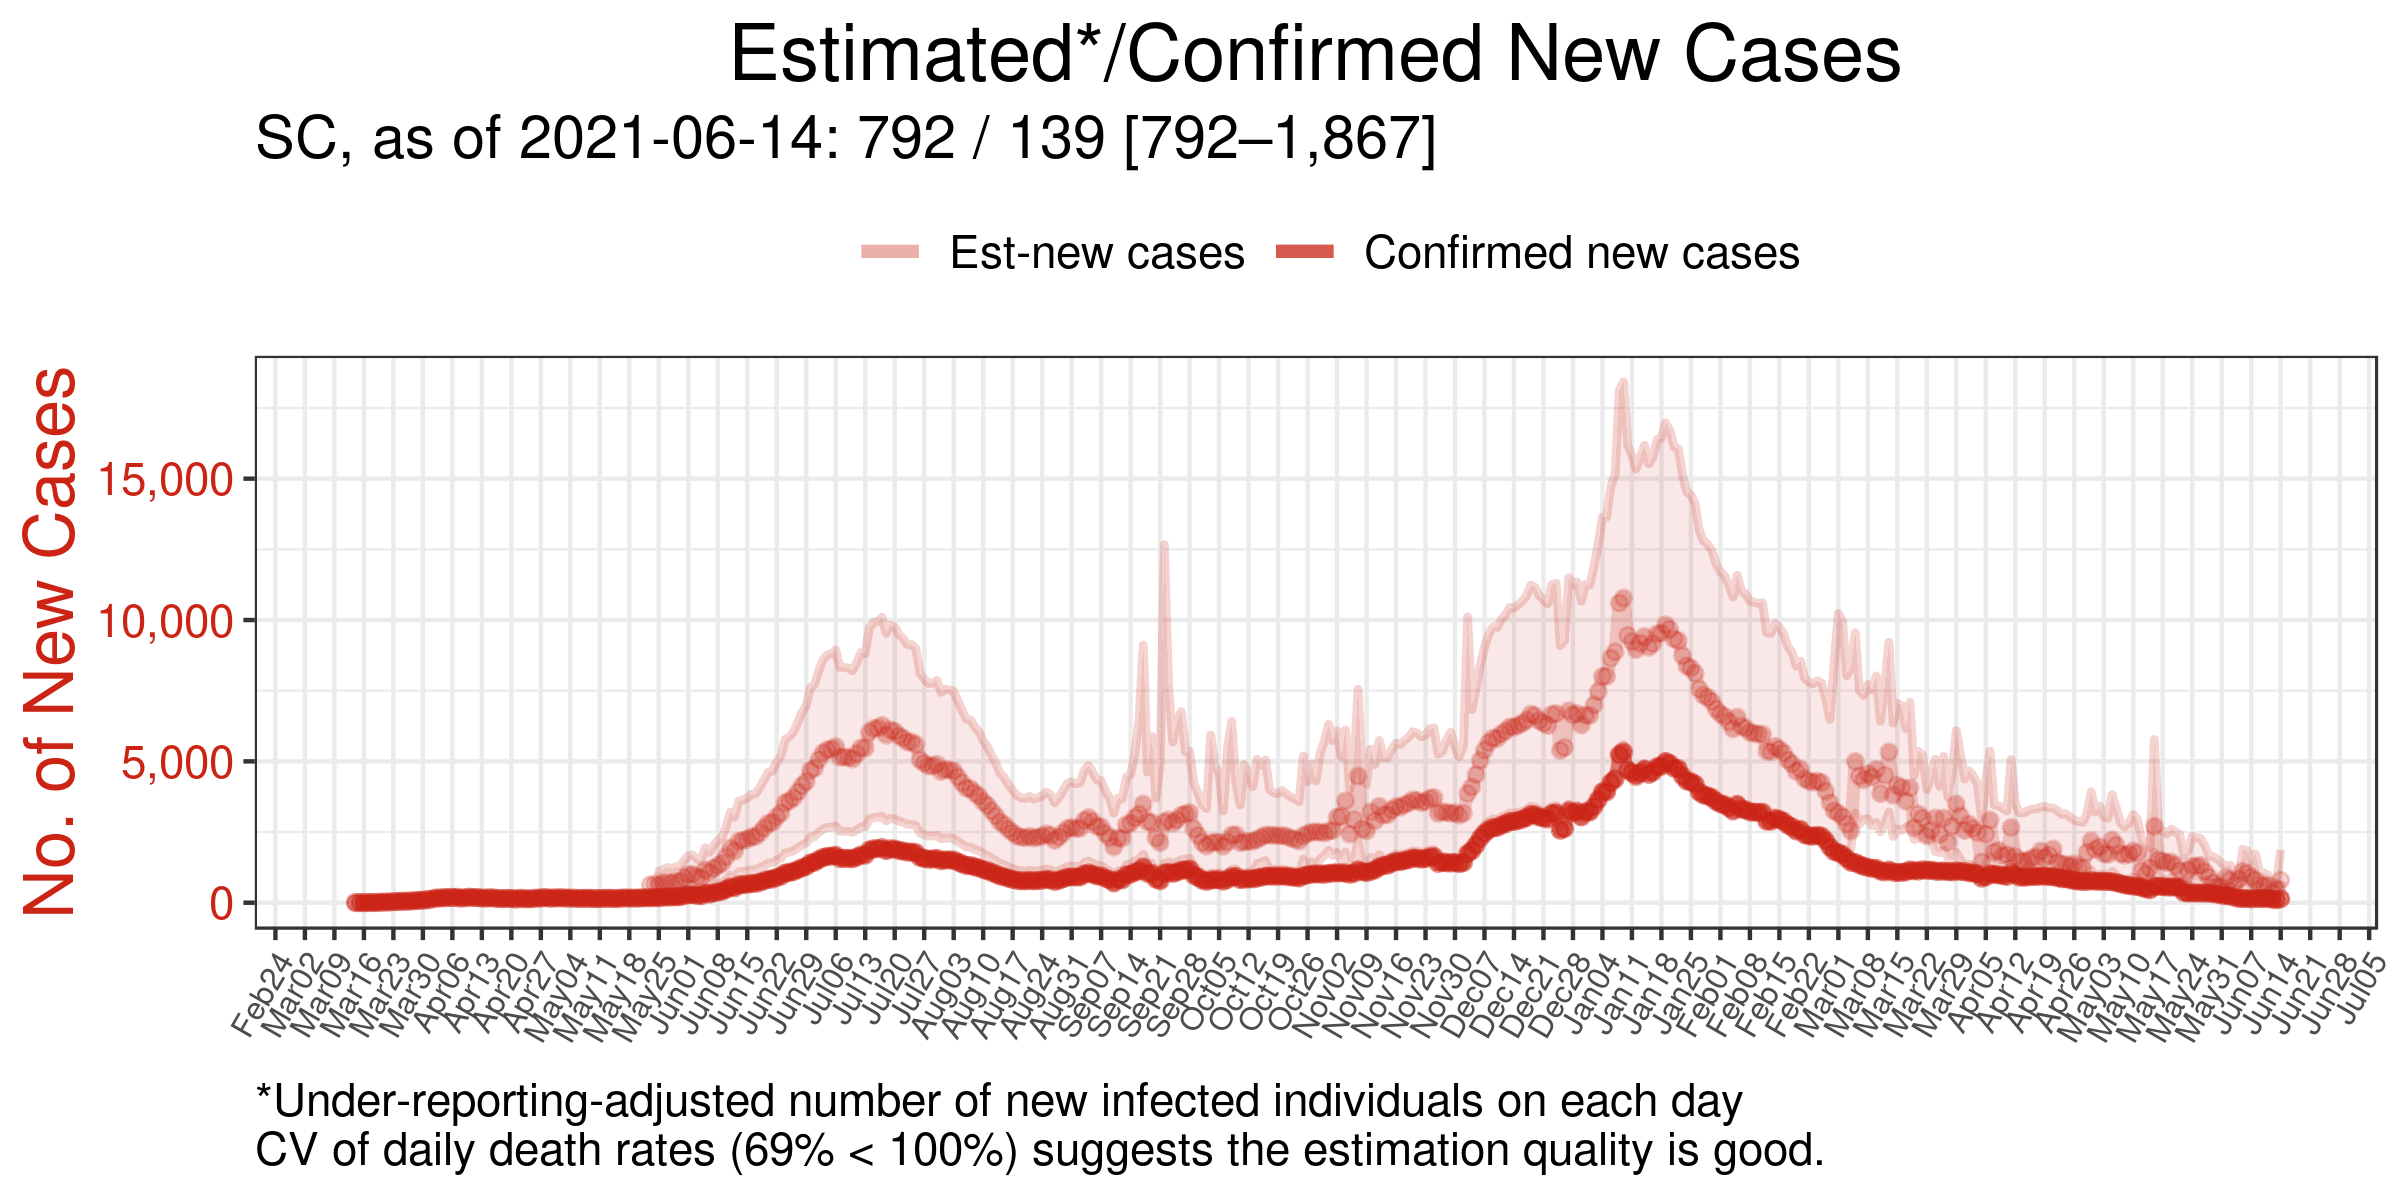 Estimated*/Confirmed New Cases
SC, as of 2021-06-14: 792 / 139 [792–1,867]
Est-new cases
Confirmed new cases
No. of New Cases
15,000
10,000
5,000
0
Feb24
Mar02
Mar09
Mar16
Mar23
Mar30
Apr06
Apr13
Apr20
Apr27
May04
May11
May18
May25
Jun01
Jun08
Jun15
Jun22
Jun29
Jul06
Jul13
Jul20
Jul27
Aug03
Aug10
Aug17
Aug24
Aug31
Sep07
Sep14
Sep21
Sep28
Oct05
Oct12
Oct19
Oct26
Nov02
Nov09
Nov16
Nov23
Nov30
Dec07
Dec14
Dec21
Dec28
Jan04
Jan11
Jan18
Jan25
Feb01
Feb08
Feb15
Feb22
Mar01
Mar08
Mar15
Mar22
Mar29
Apr05
Apr12
Apr19
Apr26
May03
May10
May17
May24
May31
Jun07
Jun14
Jun21
Jun28
Jul05
*Under-reporting-adjusted number of new infected individuals on each day
CV of daily death rates (69% < 100%) suggests the estimation quality is good.